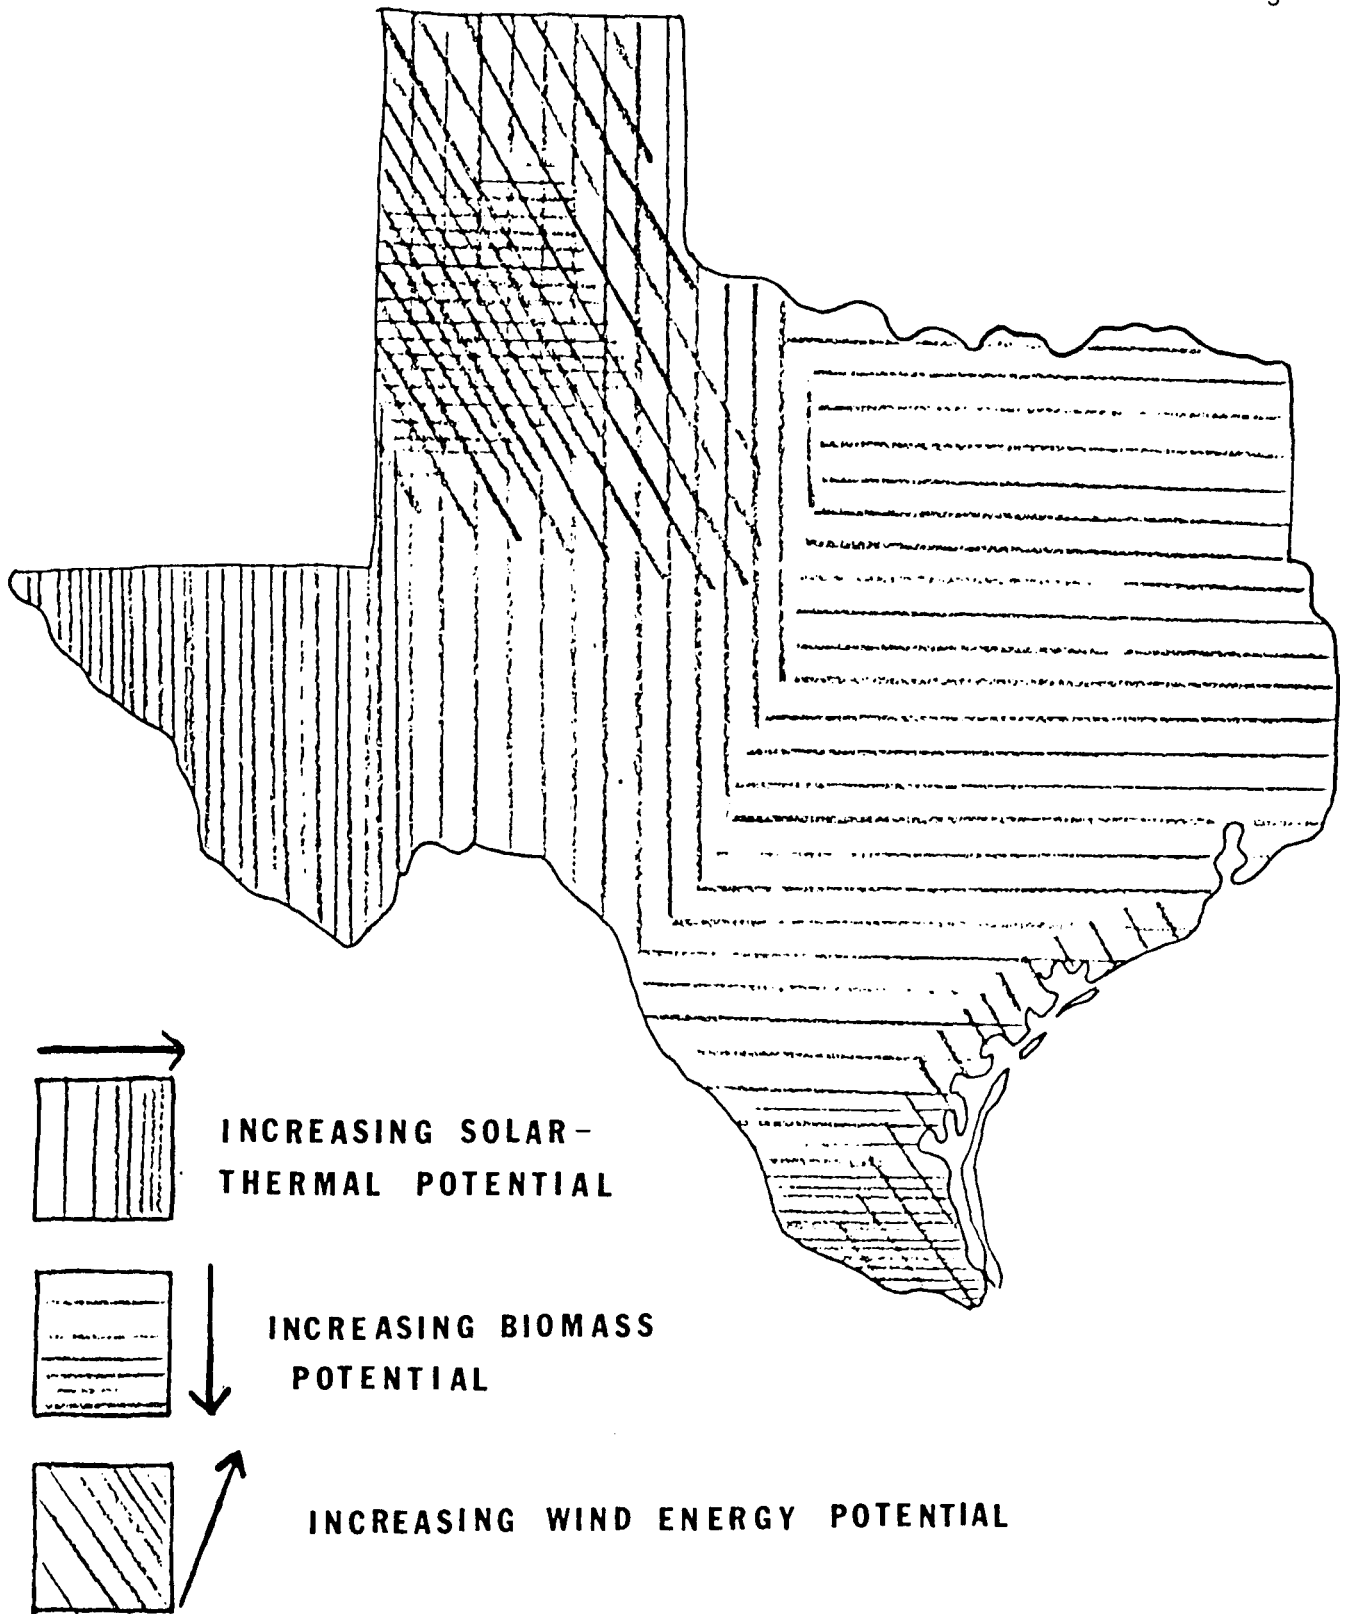 INCREASING SOLAR-
THERMAL POTENTIAL
INCREASING BIOMASS
POTENTIAL
INCREASING WIND ENERGY POTENTIAL